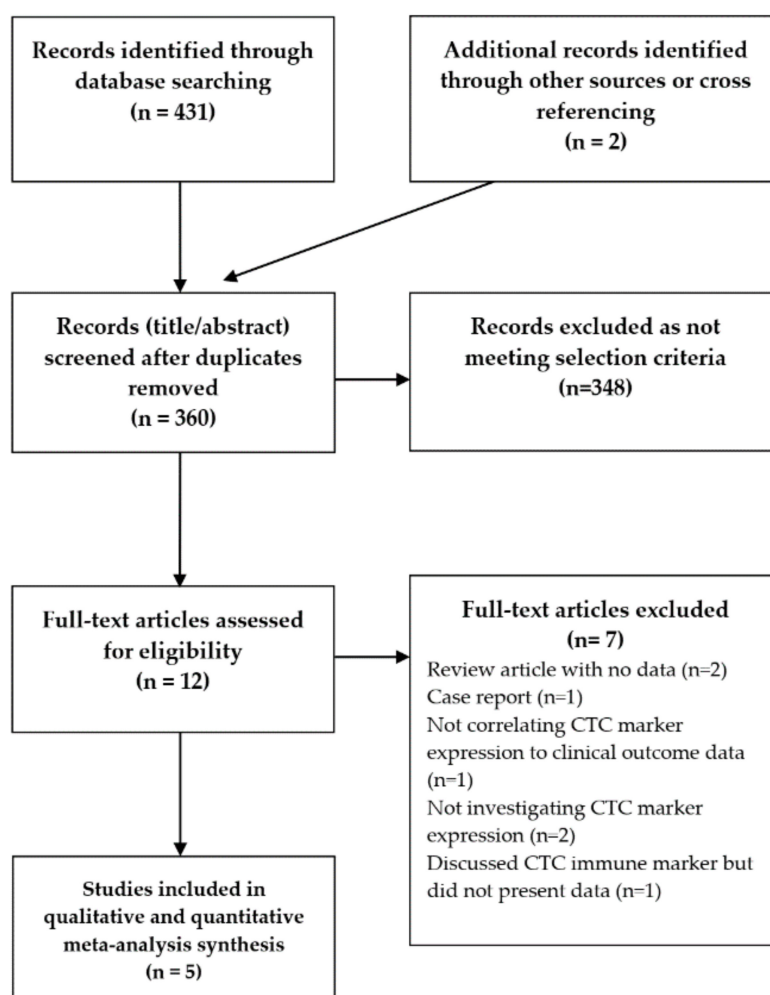 Records identified through
database searching
(n = 431)
Additional records identified
through other sources or cross
referencing
(n = 2)
Records (title/abstract)
screened after duplicates
removed
(n = 360)
Records excluded as not
meeting selection criteria
(n=348)
Full-text articles assessed
for eligibility
(n = 12)
Full-text articles excluded
(n= 7)
Review article with no data (n=2)
Case report (n=1)
Not correlating CTC marker
expression to clinical outcome data
(n=1)
Not investigating CTC marker
expression (n=2)
Discussed CTC immune marker but
did not present data (n=1)
Studies included in
qualitative and quantitative
meta-analysis synthesis
(n = 5)